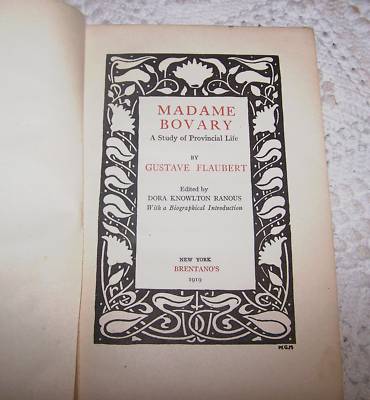 MADAME
BOVARY
A Study of Provincial Life
BY
GUSTAVE FLAUBERT
Edited by
DORA KNOWLTON RANOUS
With a Biographical Introduction
NEW YORK
BRENTANO'S
1919
M.G.M